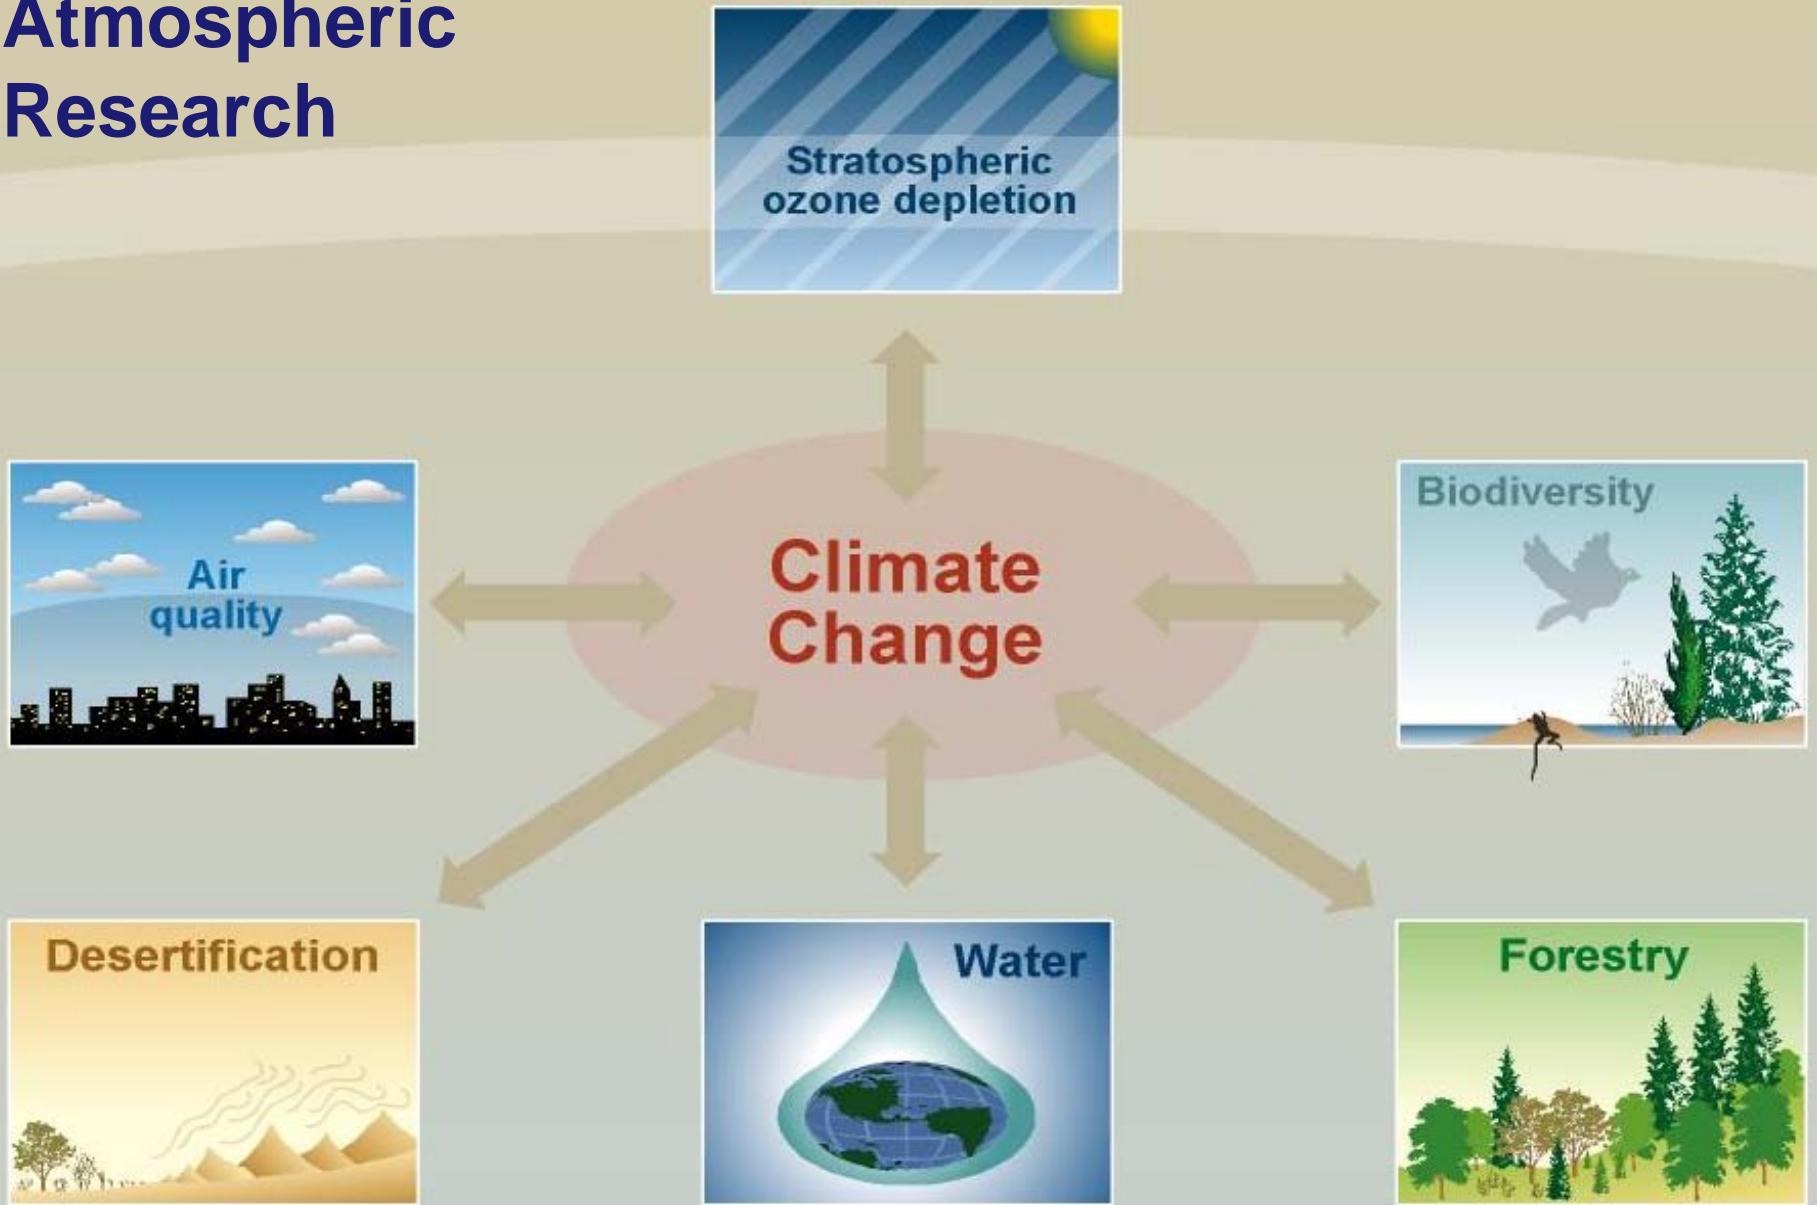 Atmospheric
Research
Stratospheric
ozone depletion
Air
quality
Climate
Change
Biodiversity
Desertification
Water
Forestry